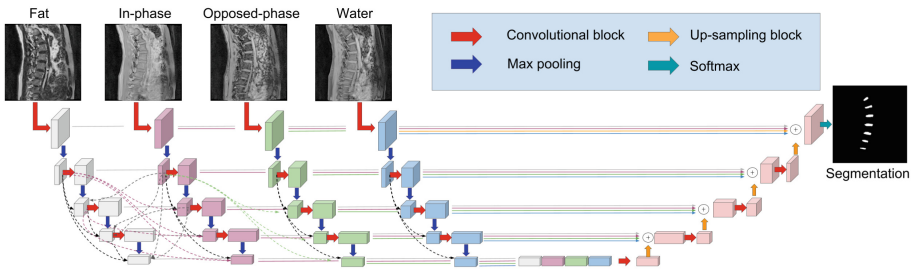 Fat
In-phase
Opposed-phase
Water
Convolutional block
Up-sampling block
Max pooling
Softmax
Segmentation